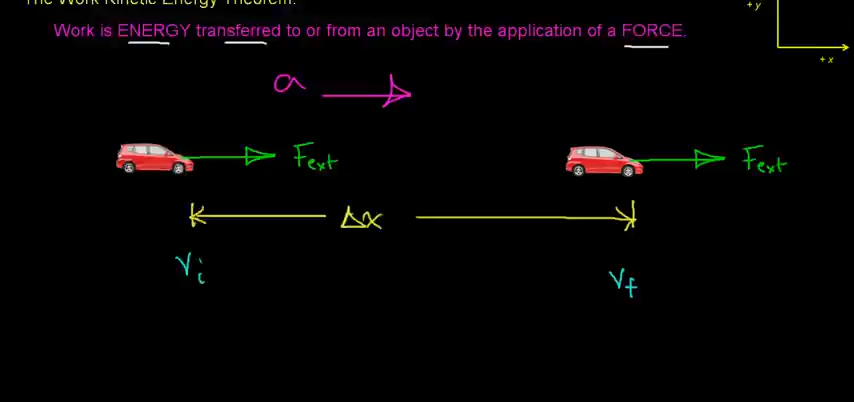 The Work Kinetic Energy Theorem.
Work is ENERGY transferred to or from an object by the application of a FORCE.
+ y
+ x
a
Fext
Fext
Δx
Vi
Vf